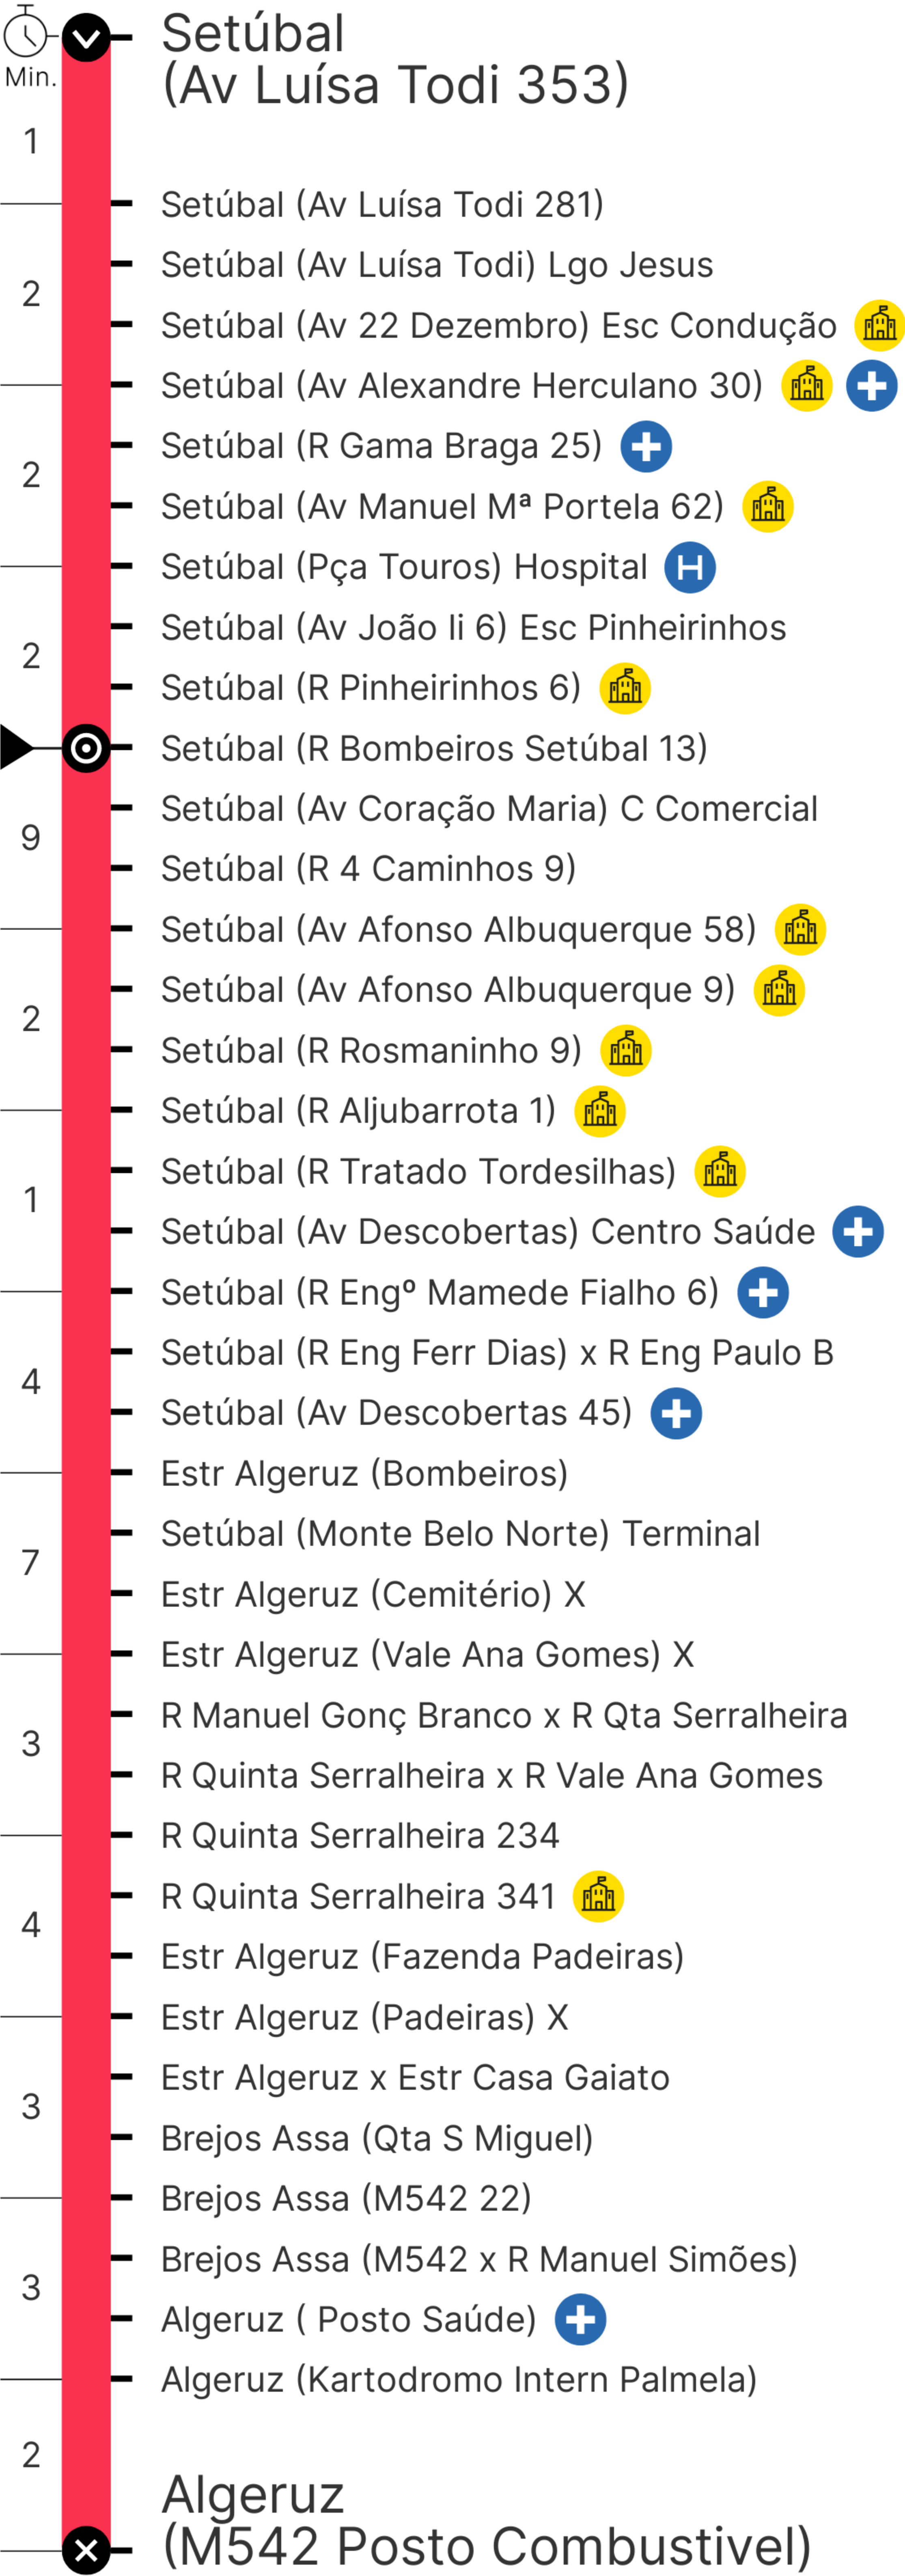 Min.
Setúbal
(Av Luísa Todi 353)
1
Setúbal (Av Luísa Todi 281)
Setúbal (Av Luísa Todi) Lgo Jesus
2
Setúbal (Av 22 Dezembro) Esc Condução
Setúbal (Av Alexandre Herculano 30)
Setúbal (R Gama Braga 25)
2
Setúbal (Av Manuel Mª Portela 62)
Setúbal (Pça Touros) Hospital H
Setúbal (Av João Ii 6) Esc Pinheirinhos
2
Setúbal (R Pinheirinhos 6)
Setúbal (R Bombeiros Setúbal 13)
Setúbal (Av Coração Maria) C Comercial
9
Setúbal (R 4 Caminhos 9)
Setúbal (Av Afonso Albuquerque 58)
Setúbal (Av Afonso Albuquerque 9)
2
Setúbal (R Rosmaninho 9)
Setúbal (R Aljubarrota 1)
Setúbal (R Tratado Tordesilhas)
1
Setúbal (Av Descobertas) Centro Saúde
Setúbal (R Engº Mamede Fialho 6)
Setúbal (R Eng Ferr Dias) x R Eng Paulo B
4
Setúbal (Av Descobertas 45)
Estr Algeruz (Bombeiros)
Setúbal (Monte Belo Norte) Terminal
7
Estr Algeruz (Cemitério) X
Estr Algeruz (Vale Ana Gomes) X
R Manuel Gonç Branco x R Qta Serralheira
3
R Quinta Serralheira x R Vale Ana Gomes
R Quinta Serralheira 234
R Quinta Serralheira 341
4
Estr Algeruz (Fazenda Padeiras)
Estr Algeruz (Padeiras) X
Estr Algeruz x Estr Casa Gaiato
3
Brejos Assa (Qta S Miguel)
Brejos Assa (M542 22)
Brejos Assa (M542 x R Manuel Simões)
3
Algeruz ( Posto Saúde)
Algeruz (Kartodromo Intern Palmela)
2
Algeruz
(M542 Posto Combustivel)